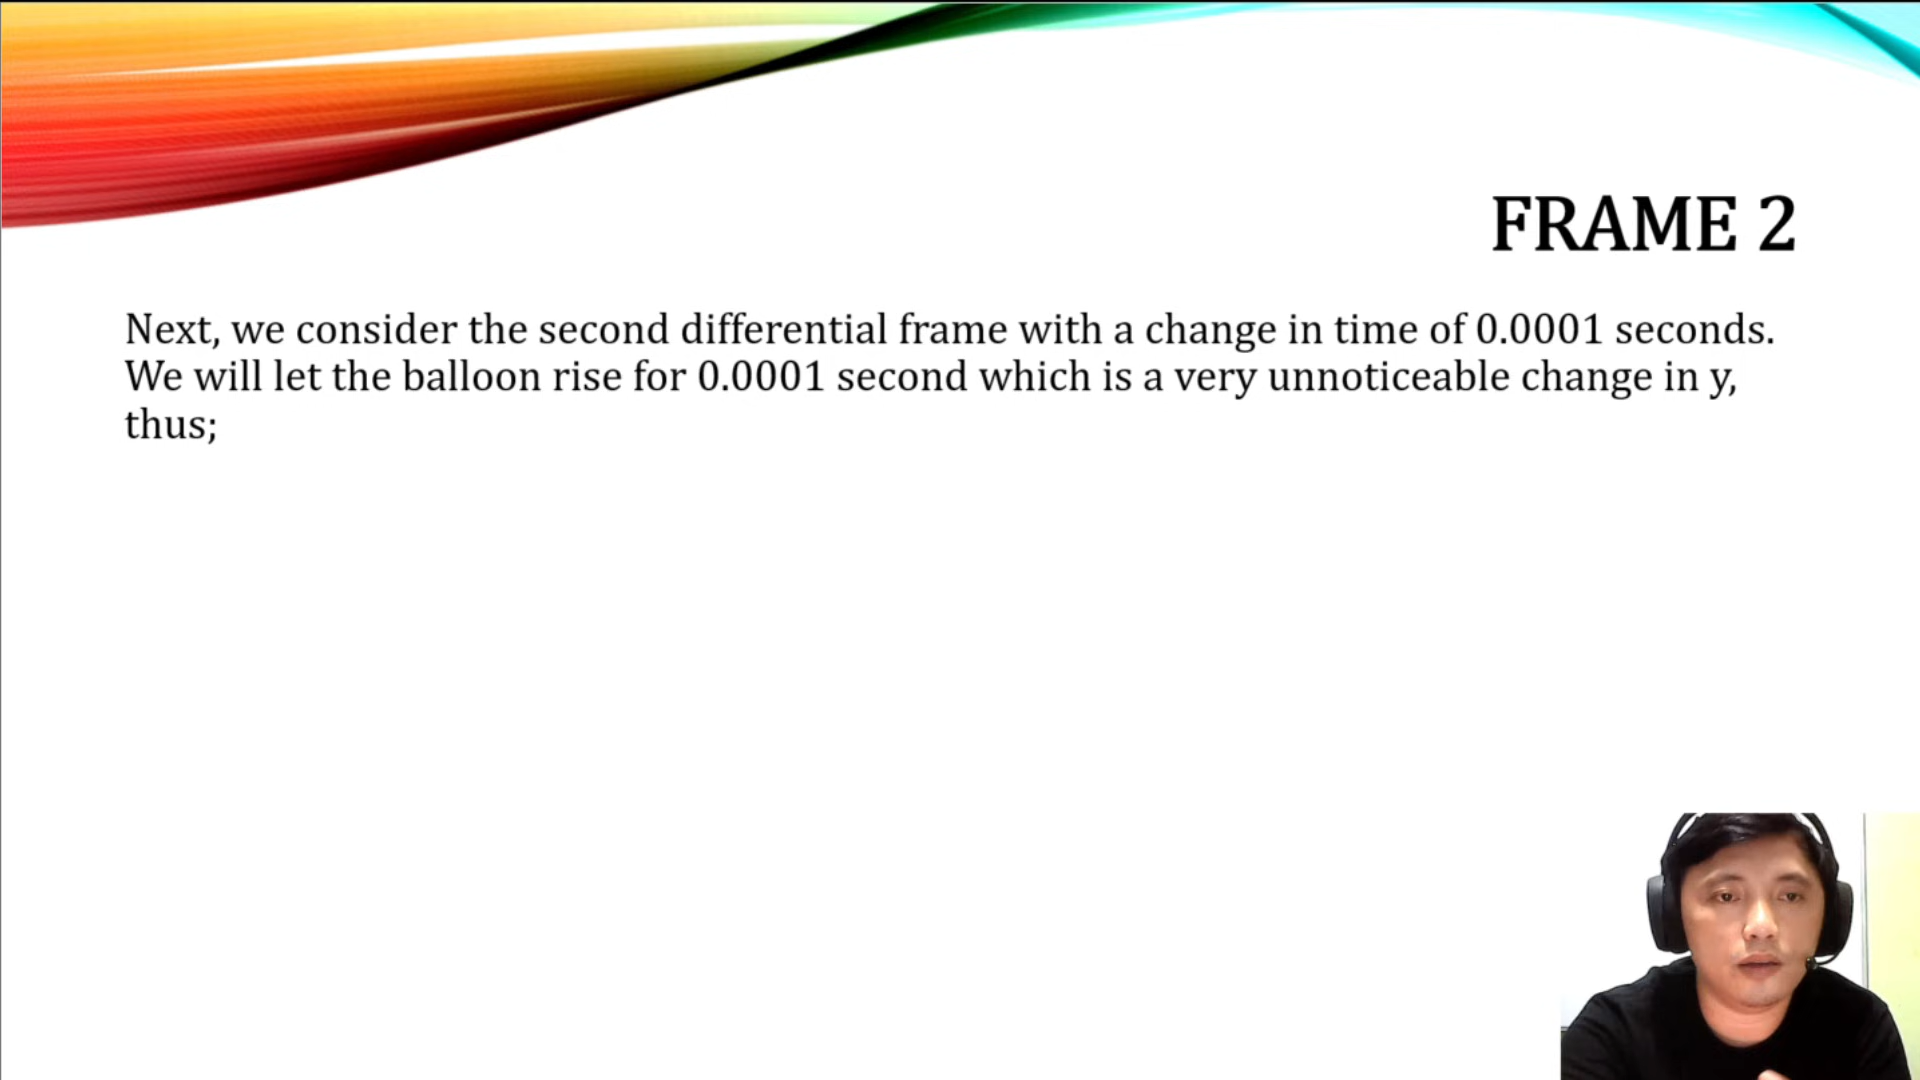 FRAME 2
Next, we consider the second differential frame with a change in time of 0.0001 seconds.
We will let the balloon rise for 0.0001 second which is a very unnoticeable change in y,
thus;